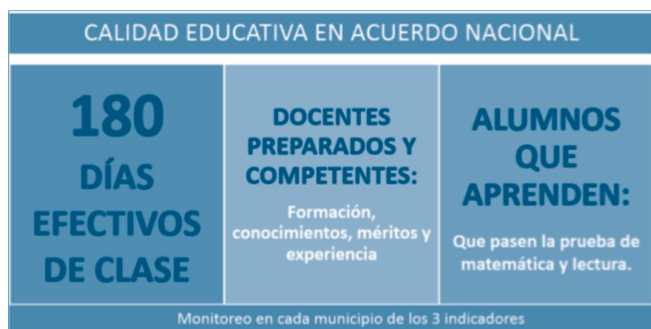 CALIDAD EDUCATIVA EN ACUERDO NACIONAL
180
DÍAS
EFECTIVOS
DE CLASE
DOCENTES
PREPARADOS Y
COMPETENTES:
Formación,
conocimientos, méritos y
experiencia
ALUMNOS
QUE
APRENDEN:
Que pasen la prueba de
matemática y lectura.
Monitoreo en cada municipio de los 3 indicadores